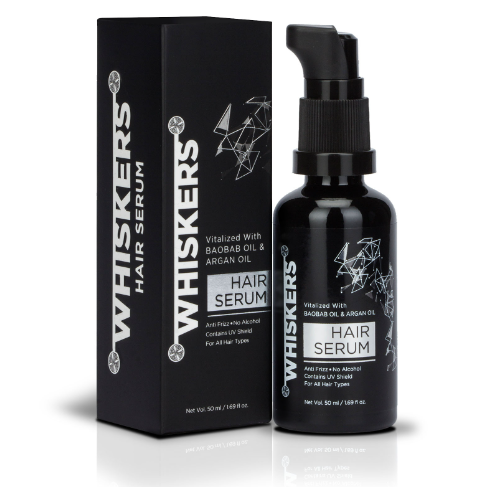 WHISKERS
HAIR SERUM
WHISKERS
Vitalized With
BAOBAB OIL &
ARGAN OIL
HAIR
SERUM
Anti Frizz • No Alcohol
Contains UV Shield
For All Hair Types
Net Vol. 50 ml / 1.69 fl oz.
WHISKERS
Vitalized With
BAOBAB OIL & ARGAN OIL
HAIR
SERUM
Anti Frizz • No Alcohol
Contains UV Shield
For All Hair Types
Net Vol. 50 ml / 1.69 fl oz.